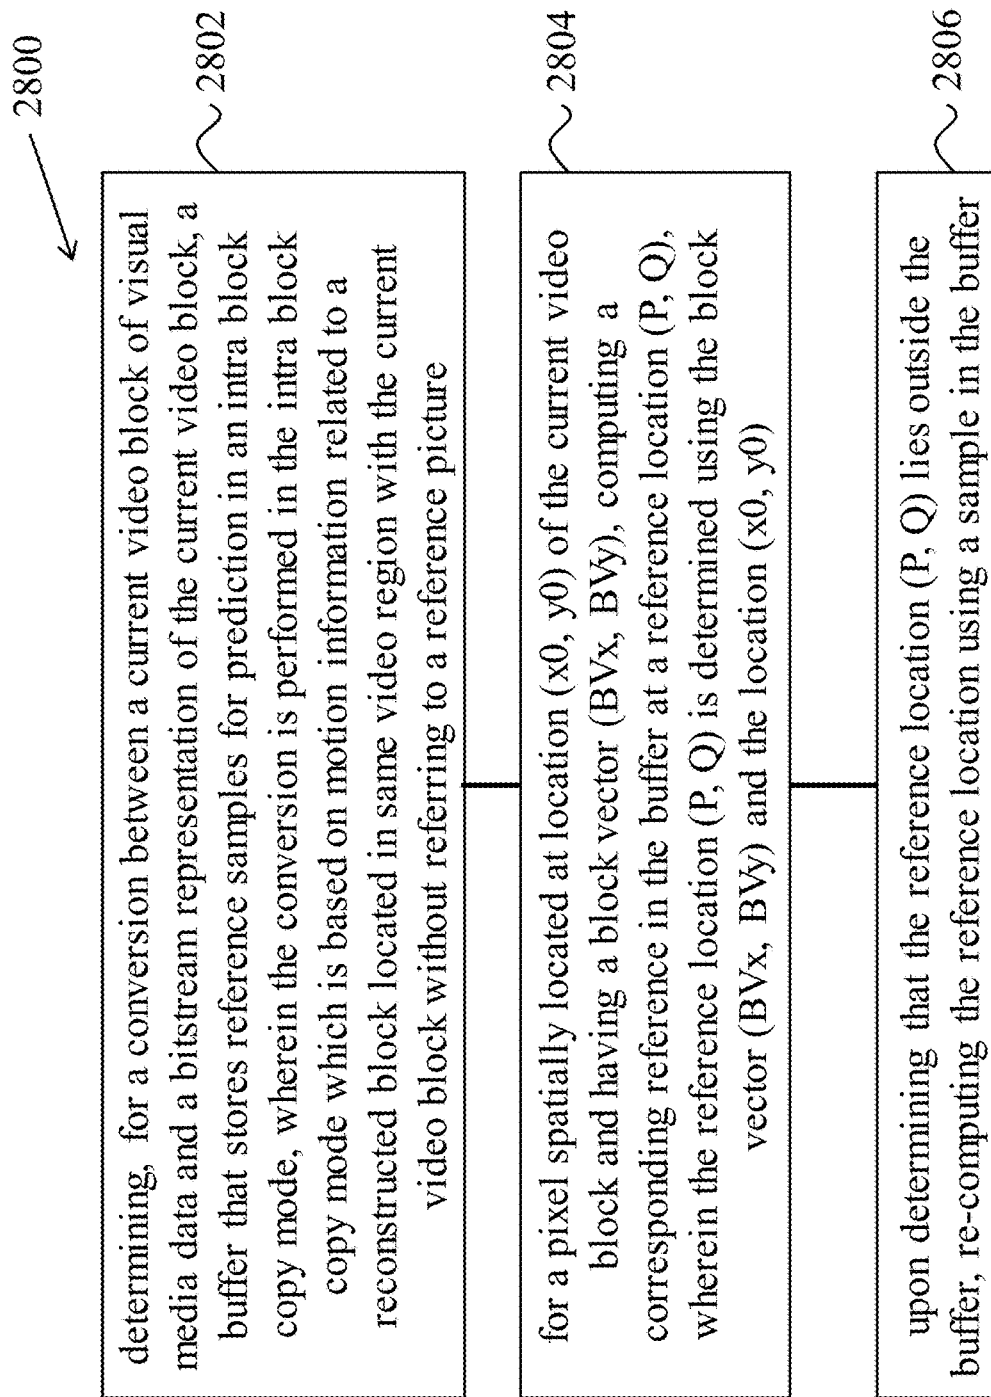 2800
determining, for a conversion between a current video block of visual
media data and a bitstream representation of the current video block, a
buffer that stores reference samples for prediction in an intra block
copy mode, wherein the conversion is performed in the intra block
copy mode which is based on motion information related to a
reconstructed block located in same video region with the current
video block without referring to a reference picture
2802
for a pixel spatially located at location (x0, y0) of the current video
block and having a block vector (BVx, BVy), computing a
corresponding reference in the buffer at a reference location (P, Q),
wherein the reference location (P, Q) is determined using the block
vector (BVx, BVy) and the location (x0, y0)
2804
upon determining that the reference location (P, Q) lies outside the
buffer, re-computing the reference location using a sample in the buffer
2806